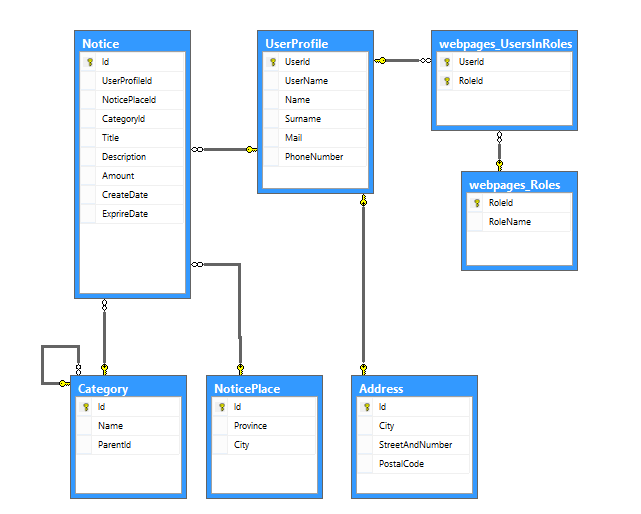 Notice
Id
UserProfileId
NoticePlaceId
CategoryId
Title
Description
Amount
CreateDate
ExprireDate
UserProfile
UserId
UserName
Name
Surname
Mail
PhoneNumber
webpages_UsersInRoles
UserId
RoleId
webpages_Roles
RoleId
RoleName
Category
Id
Name
ParentId
NoticePlace
Id
Province
City
Address
Id
City
StreetAndNumber
PostalCode